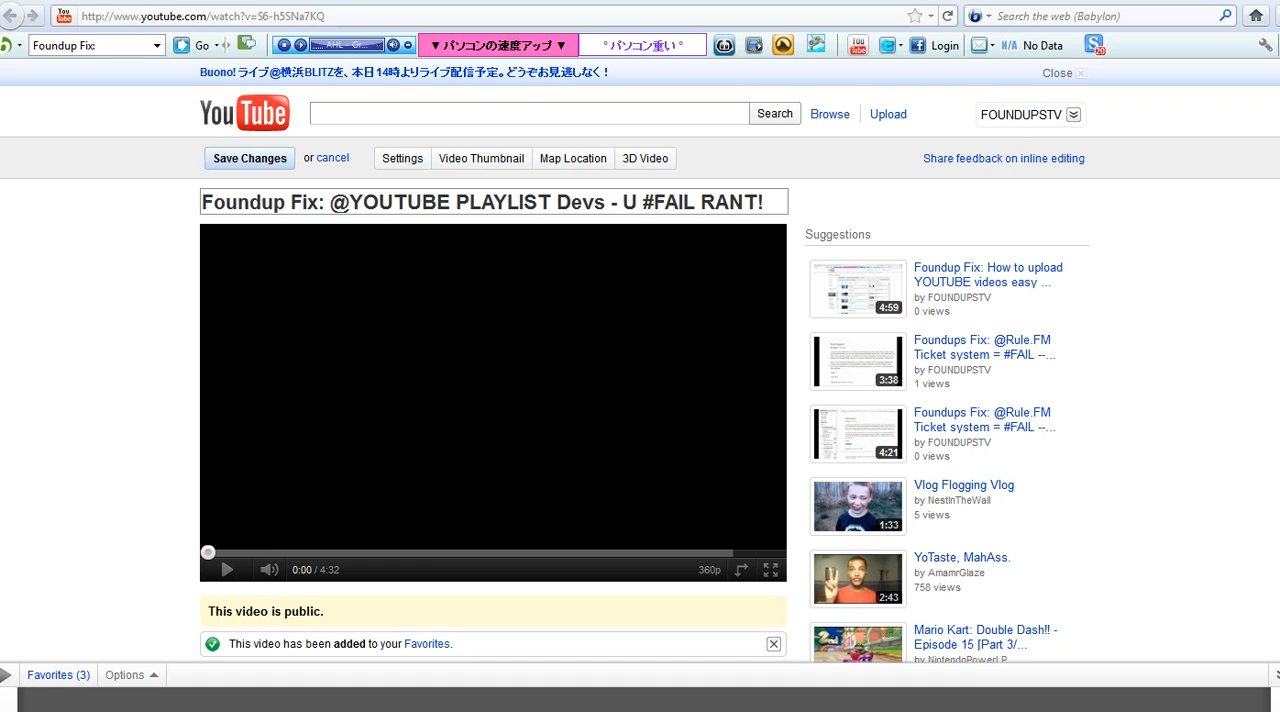 http://www.youtube.com/watch?v=S6-h5SNa7KQ
Search the web (Babylon)
Foundup Fix:
Go
▼ パソコンの速度アップ ▼
° パソコン重い °
You Tube
Login
N/A No Data
20
Buono! ライブ@横浜BLITZを、本日14時よりライブ配信予定。どうぞお見逃しなく！
Close
You Tube
Search
Browse
Upload
FOUNDUPSTV
Save Changes or cancel
Settings
Video Thumbnail
Map Location
3D Video
Share feedback on inline editing
Foundup Fix: @YOUTUBE PLAYLIST Devs - U #FAIL RANT!
0:00 / 4:32
360p
This video is public.
This video has been added to your Favorites.
Suggestions
4:59
Foundup Fix: How to upload
YOUTUBE videos easy ...
by FOUNDUPSTV
0 views
3:38
Foundups Fix: @Rule.FM
Ticket system = #FAIL --...
by FOUNDUPSTV
1 views
4:21
Foundups Fix: @Rule.FM
Ticket system = #FAIL --...
by FOUNDUPSTV
0 views
1:33
Vlog Flogging Vlog
by NestInTheWall
5 views
2:43
YoTaste, MahAss.
by AmamrGlaze
758 views
Mario Kart: Double Dash!! -
Episode 15 [Part 3/...
by NintendoPowerLP
Favorites (3)
Options